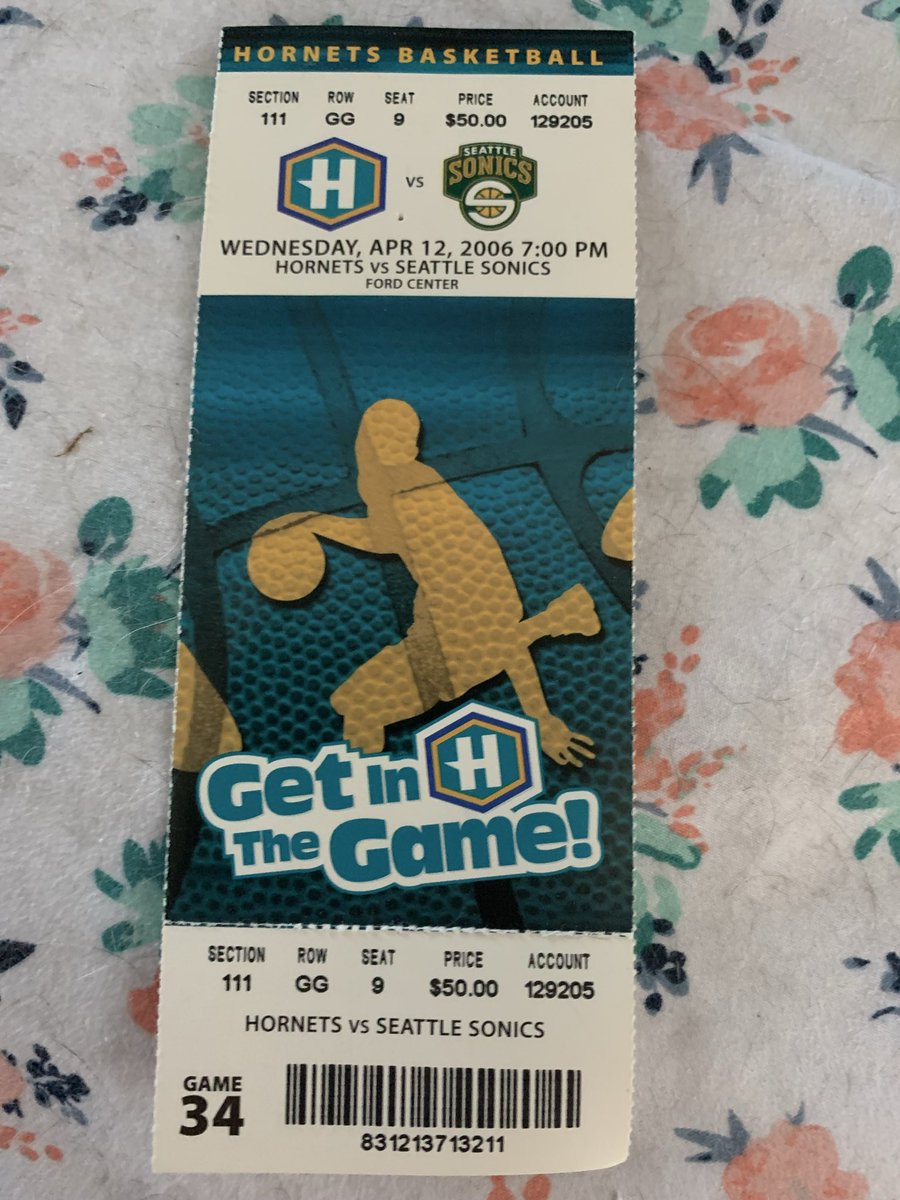 HORNETS BASKETBALL
SECTION ROW SEAT PRICE ACCOUNT
111 GG 9 $50.00 129205
H VS SEATTLE SONICS S
WEDNESDAY, APR 12, 2006 7:00 PM
HORNETS VS SEATTLE SONICS
FORD CENTER
Get In H
The Game!
SECTION ROW SEAT PRICE ACCOUNT
111 GG 9 $50.00 129205
HORNETS VS SEATTLE SONICS
GAME
34
831213713211